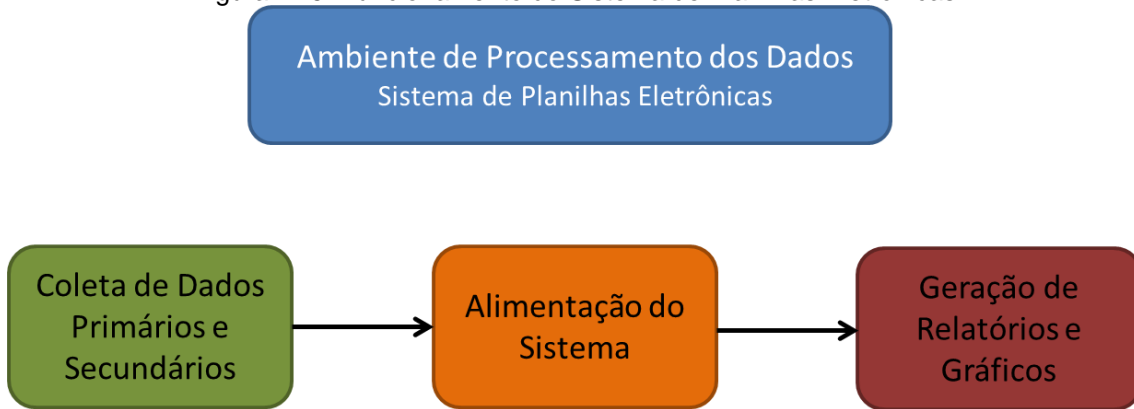 Ambiente de Processamento dos Dados
Sistema de Planilhas Eletrônicas
Coleta de Dados
Primários e
Secundários
Alimentação do
Sistema
Geração de
Relatórios e
Gráficos